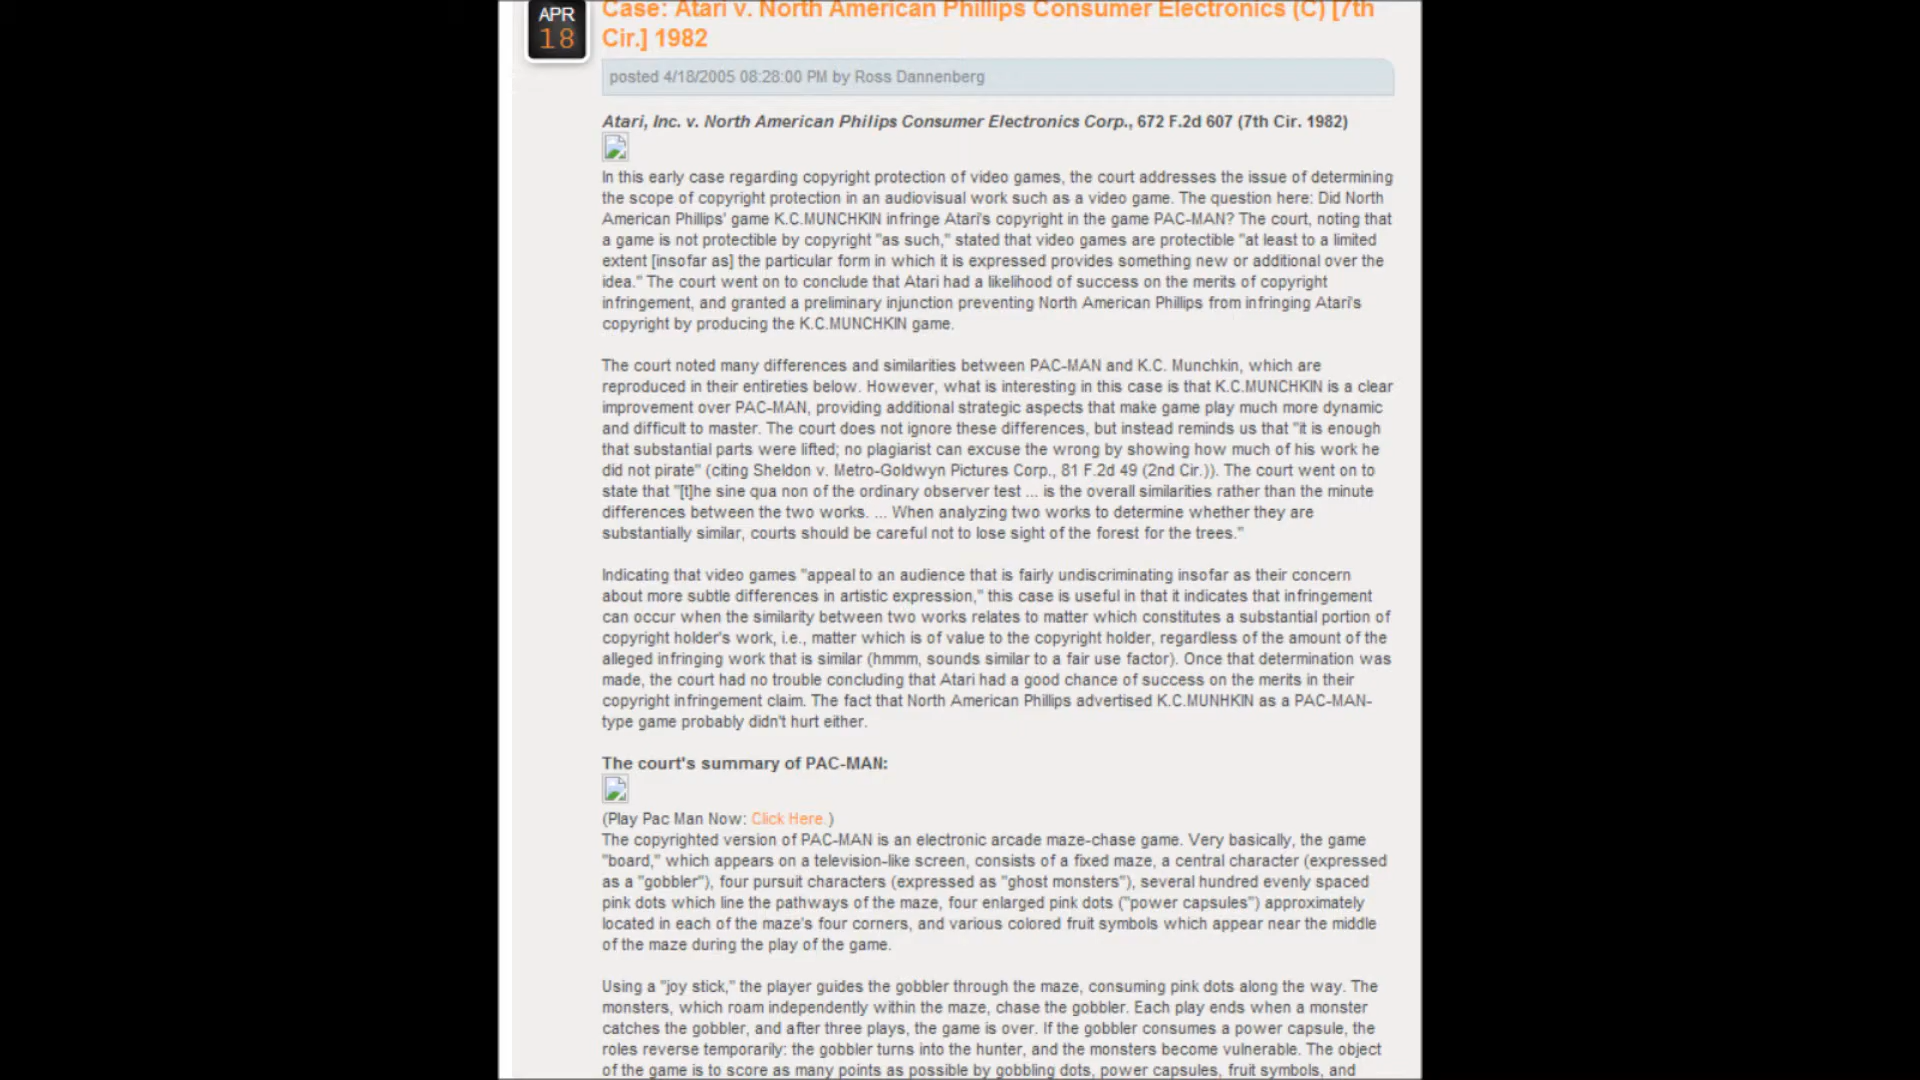 APR
18
Case: Atari v. North American Phillips Consumer Electronics (C) [7th
Cir.] 1982
posted 4/18/2005 08:28:00 PM by Ross Dannenberg
Atari, Inc. v. North American Philips Consumer Electronics Corp., 672 F.2d 607 (7th Cir. 1982)
In this early case regarding copyright protection of video games, the court addresses the issue of determining
the scope of copyright protection in an audiovisual work such as a video game. The question here: Did North
American Phillips' game K.C.MUNCHKIN infringe Atari's copyright in the game PAC-MAN? The court, noting that
a game is not protectible by copyright "as such," stated that video games are protectible "at least to a limited
extent [insofar as] the particular form in which it is expressed provides something new or additional over the
idea." The court went on to conclude that Atari had a likelihood of success on the merits of copyright
infringement, and granted a preliminary injunction preventing North American Phillips from infringing Atari's
copyright by producing the K.C.MUNCHKIN game.
The court noted many differences and similarities between PAC-MAN and K.C. Munchkin, which are
reproduced in their entireties below. However, what is interesting in this case is that K.C.MUNCHKIN is a clear
improvement over PAC-MAN, providing additional strategic aspects that make game play much more dynamic
and difficult to master. The court does not ignore these differences, but instead reminds us that "it is enough
that substantial parts were lifted; no plagiarist can excuse the wrong by showing how much of his work he
did not pirate" (citing Sheldon v. Metro-Goldwyn Pictures Corp., 81 F.2d 49 (2nd Cir.)). The court went on to
state that "[t]he sine qua non of the ordinary observer test ... is the overall similarities rather than the minute
differences between the two works. ... When analyzing two works to determine whether they are
substantially similar, courts should be careful not to lose sight of the forest for the trees."
Indicating that video games "appeal to an audience that is fairly undiscriminating insofar as their concern
about more subtle differences in artistic expression," this case is useful in that it indicates that infringement
can occur when the similarity between two works relates to matter which constitutes a substantial portion of
copyright holder's work, i.e., matter which is of value to the copyright holder, regardless of the amount of the
alleged infringing work that is similar (hmmm, sounds similar to a fair use factor). Once that determination was
made, the court had no trouble concluding that Atari had a good chance of success on the merits in their
copyright infringement claim. The fact that North American Phillips advertised K.C.MUNHKIN as a PAC-MAN-
type game probably didn't hurt either.
The court's summary of PAC-MAN:
(Play Pac Man Now: Click Here.)
The copyrighted version of PAC-MAN is an electronic arcade maze-chase game. Very basically, the game
"board," which appears on a television-like screen, consists of a fixed maze, a central character (expressed
as a "gobbler"), four pursuit characters (expressed as "ghost monsters"), several hundred evenly spaced
pink dots which line the pathways of the maze, four enlarged pink dots ("power capsules") approximately
located in each of the maze's four corners, and various colored fruit symbols which appear near the middle
of the maze during the play of the game.
Using a "joy stick," the player guides the gobbler through the maze, consuming pink dots along the way. The
monsters, which roam independently within the maze, chase the gobbler. Each play ends when a monster
catches the gobbler, and after three plays, the game is over. If the gobbler consumes a power capsule, the
roles reverse temporarily: the gobbler turns into the hunter, and the monsters become vulnerable. The object
of the game is to score as many points as possible by gobbling dots, power capsules, fruit symbols, and